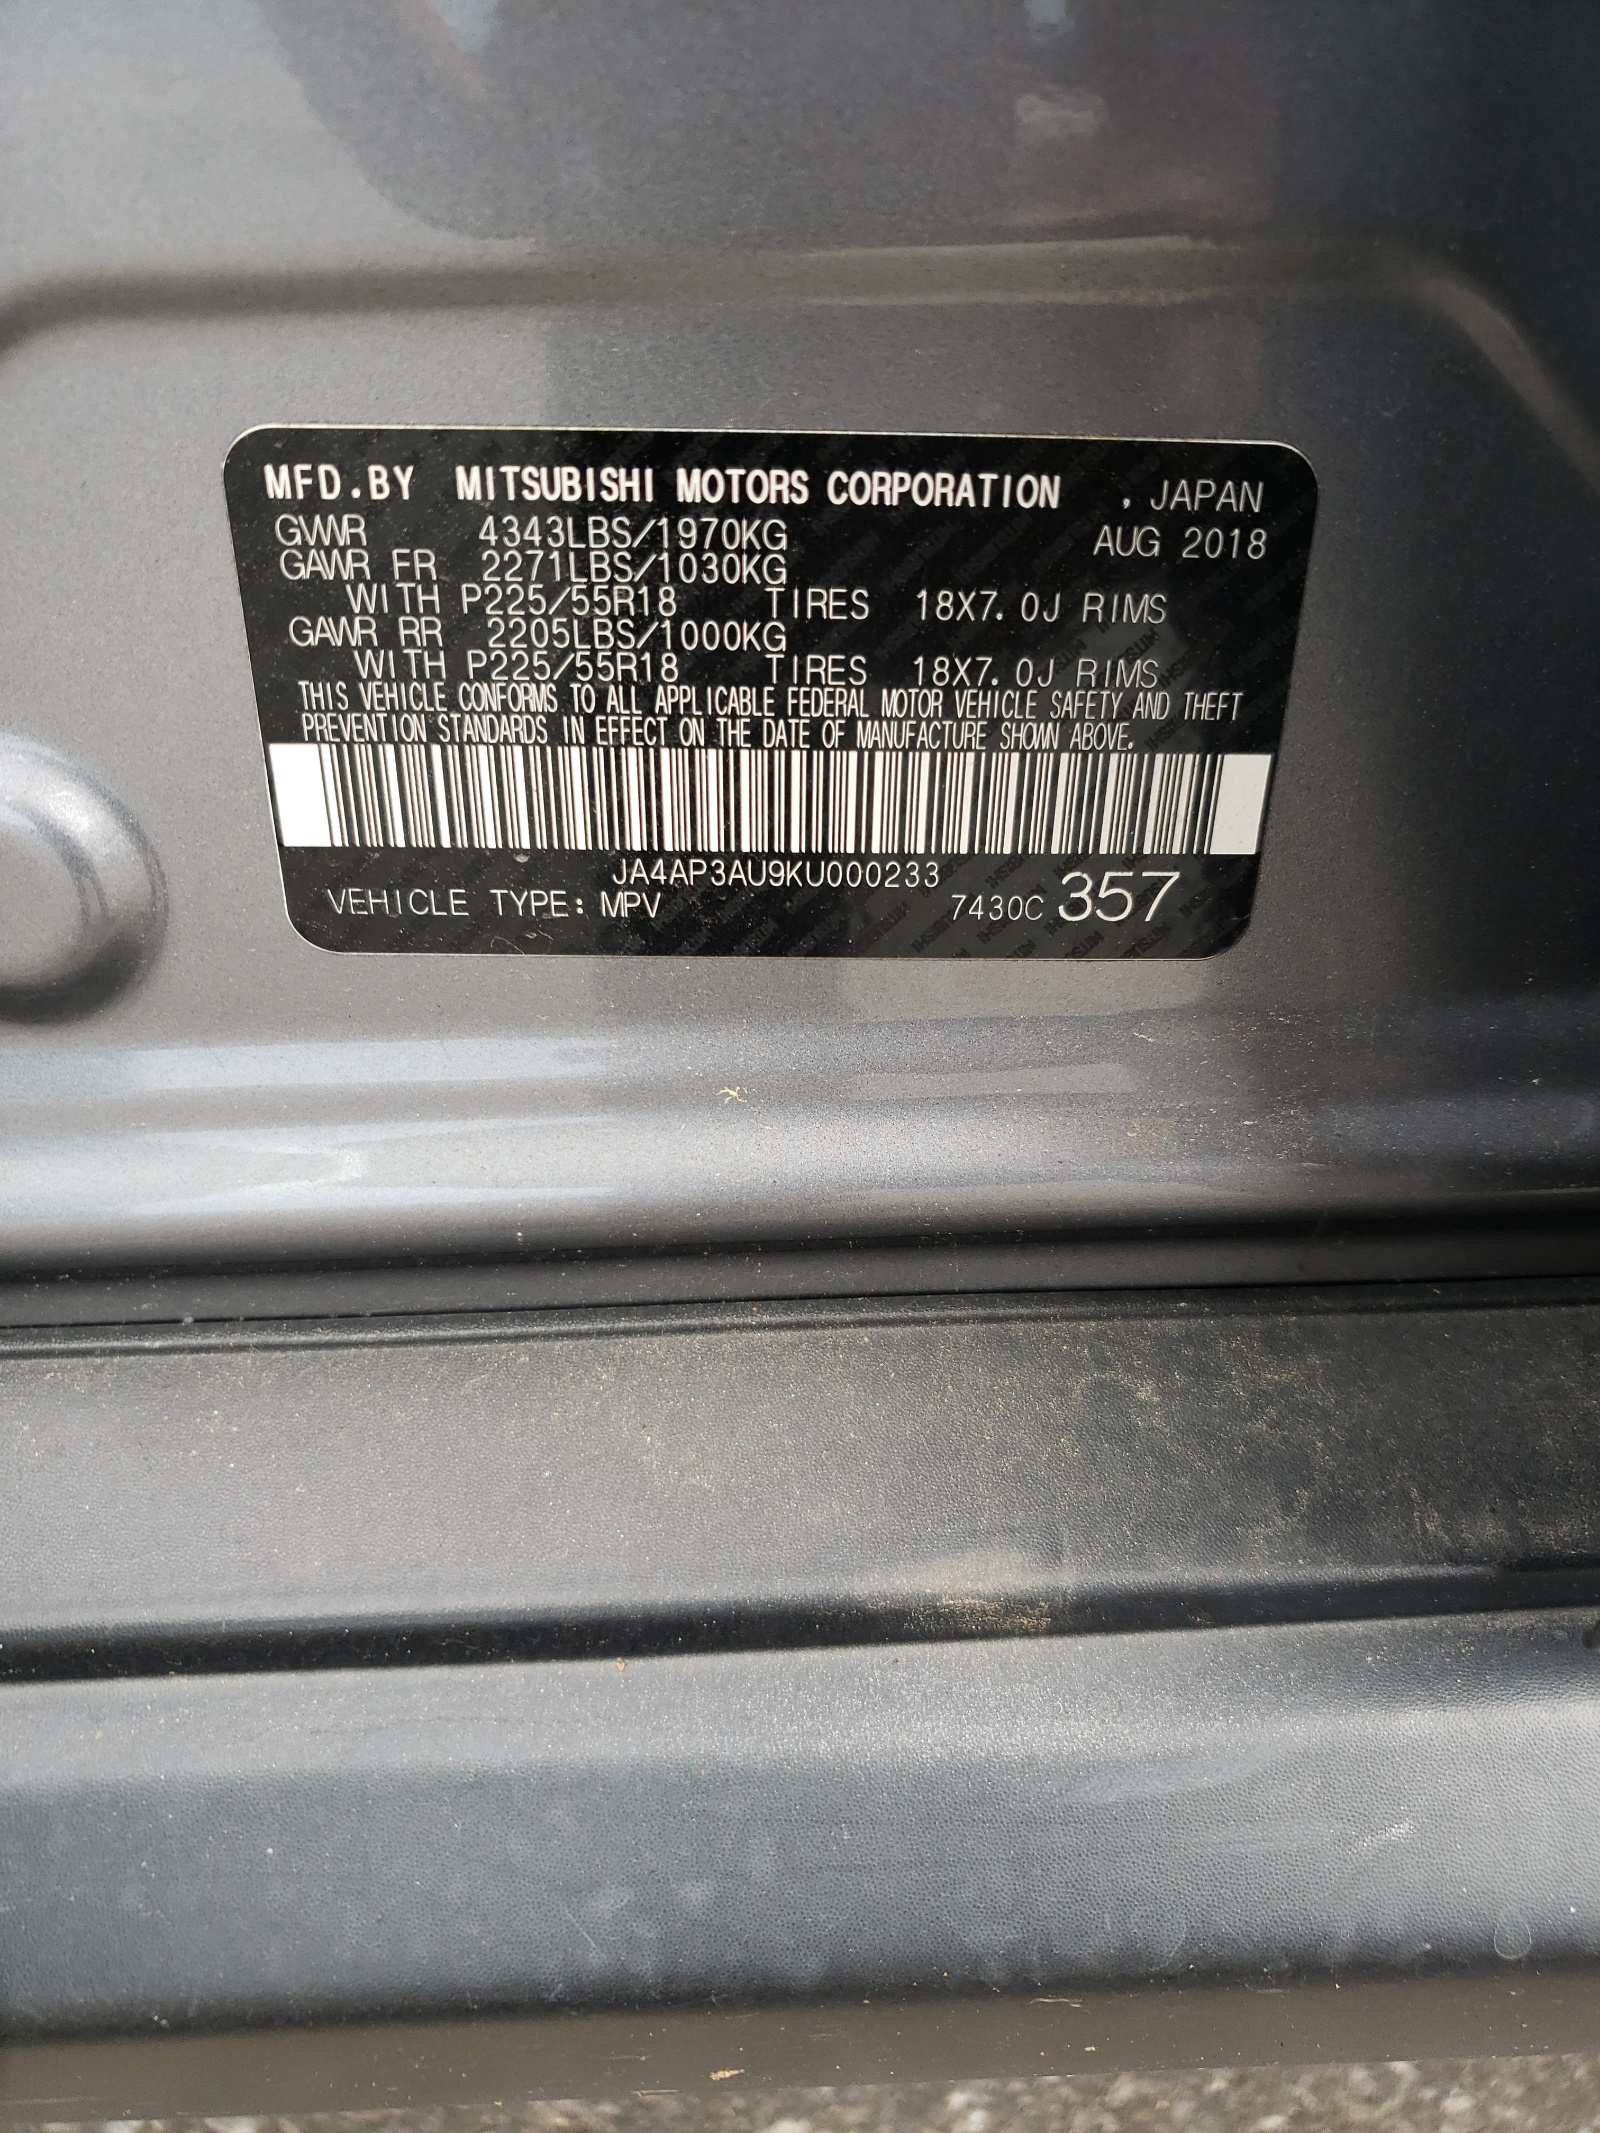 MFD.BY MITSUBISHI MOTORS CORPORATION , JAPAN
GVWR 4343LBS/1970KG AUG 2018
GAWR FR 2271LBS/1030KG
WITH P225/55R18 TIRES 18X7.0J RIMS
GAWR RR 2205LBS/1000KG
WITH P225/55R18 TIRES 18X7.0J RIMS
THIS VEHICLE CONFORMS TO ALL APPLICABLE FEDERAL MOTOR VEHICLE SAFETY AND THEFT
PREVENTION STANDARDS IN EFFECT ON THE DATE OF MANUFACTURE SHOWN ABOVE.
JA4AP3AU9KU000233
VEHICLE TYPE: MPV 7430C 357